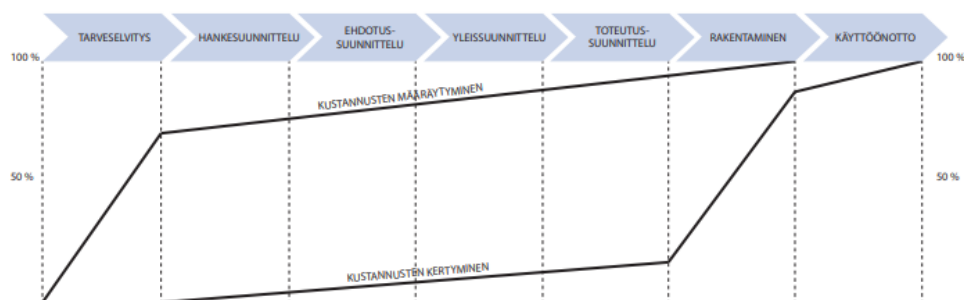 TARVESELVITYS
HANKESUUNNITTELU
EHDOTUS-
SUUNNITTELU
YLEISSUUNNITTELU
TOTEUTUS-
SUUNNITTELU
RAKENTAMINEN
KÄYTTÖÖNOTTO
100 %
100 %
KUSTANNUSTEN MÄÄRÄYTYMINEN
50 %
50 %
KUSTANNUSTEN KERTYMINEN